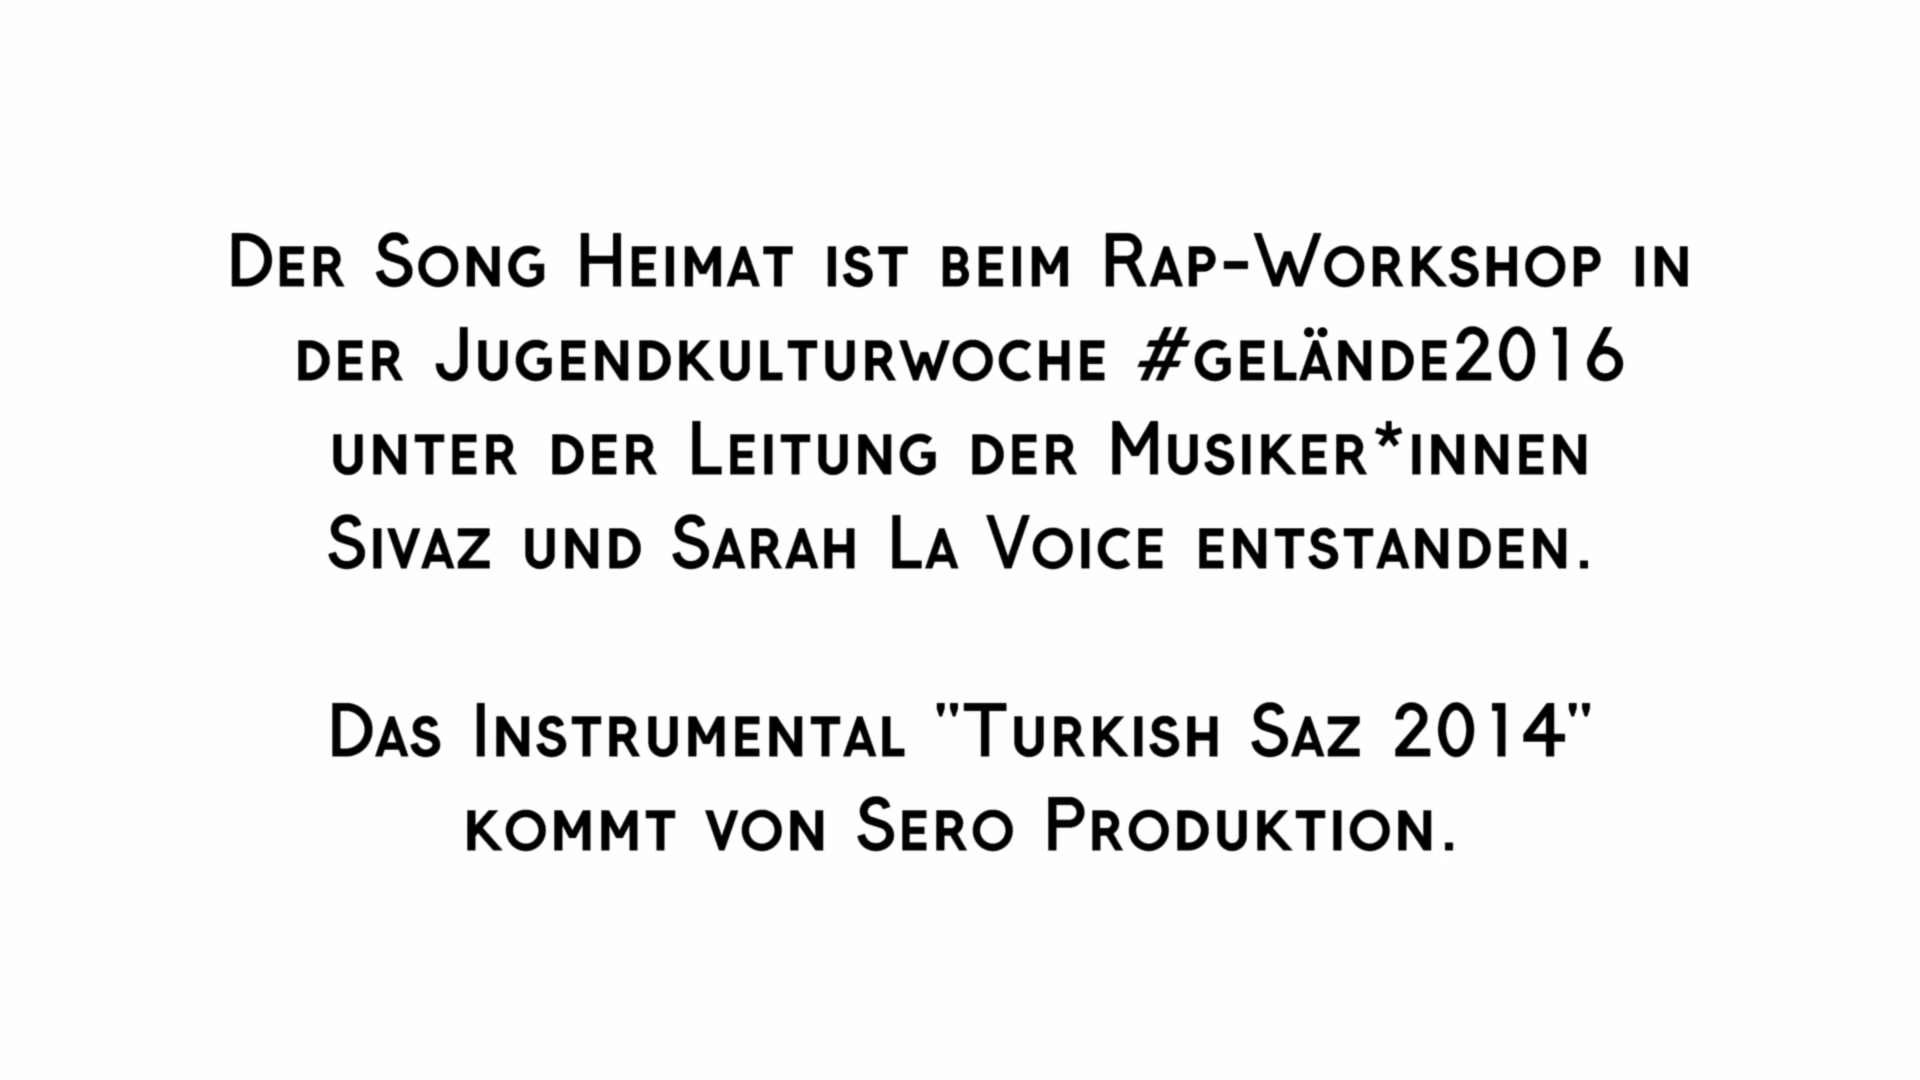 Der Song Heimat ist beim Rap-Workshop in
der Jugendkulturwoche #gelände2016
unter der Leitung der Musiker*innen
Sivaz und Sarah La Voice entstanden.
Das Instrumental "Turkish Saz 2014"
kommt von Sero Produktion.